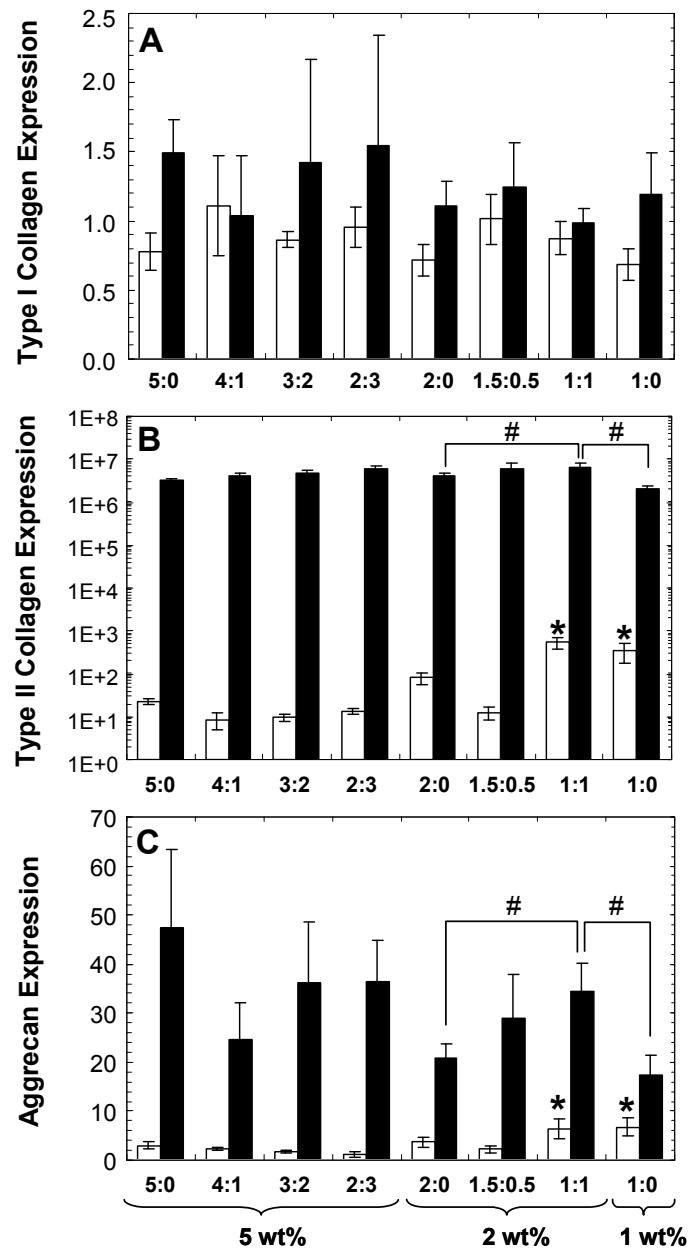 A
Type I Collagen Expression
2.5
2.0
1.5
1.0
0.5
0.0
5:0 4:1 3:2 2:3 2:0 1.5:0.5 1:1 1:0
B
Type II Collagen Expression
1E+8
1E+7
1E+6
1E+5
1E+4
1E+3
1E+2
1E+1
1E+0
# #
* *
5:0 4:1 3:2 2:3 2:0 1.5:0.5 1:1 1:0
C
Aggrecan Expression
70
60
50
40
30
20
10
0
# #
* *
5:0 4:1 3:2 2:3 2:0 1.5:0.5 1:1 1:0
5 wt% 2 wt% 1 wt%